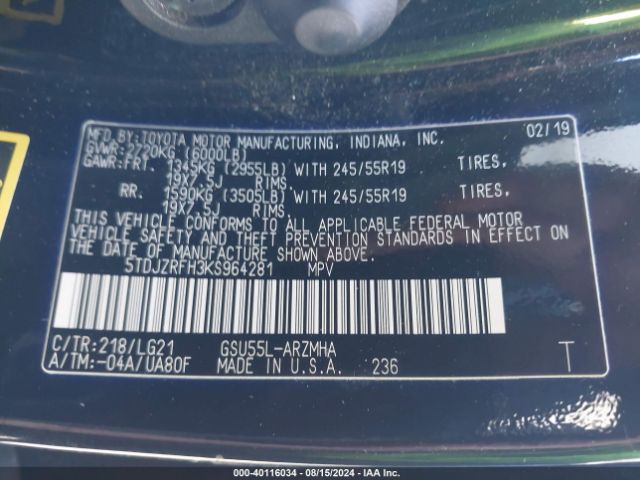 MFD.BY:TOYOTA MOTOR MANUFACTURING, INDIANA, INC. 02/19
GVWR:2720KG (6000LB)
GAWR:FRT. 1345KG (2955LB) WITH 245/55R19 TIRES,
19X7.5J RIMS,
RR. 1590KG (3505LB) WITH 245/55R19 TIRES,
19X7.5J RIMS,
THIS VEHICLE CONFORMS TO ALL APPLICABLE FEDERAL MOTOR
VEHICLE SAFETY AND THEFT PREVENTION STANDARDS IN EFFECT ON
THE DATE OF MANUFACTURE SHOWN ABOVE.
5TDJZRFH3KS964281 MPV
C/TR:218/LG21 GSU55L-ARZMHA
A/TM:-04A/UA80F MADE IN U.S.A. 236 T
000-40116034 - 08/15/2024 - IAA Inc.